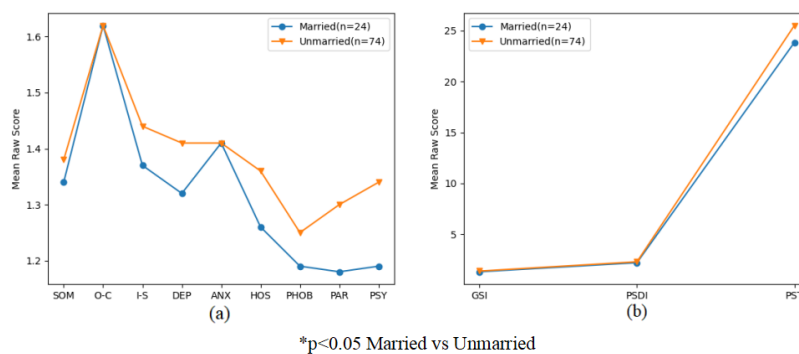 Married(n=24)
Unmarried(n=74)
Mean Raw Score
1.6
1.5
1.4
1.3
1.2
SOM O-C I-S DEP ANX HOS PHOB PAR PSY
(a)
Married(n=24)
Unmarried(n=74)
Mean Raw Score
25
20
15
10
5
GSI PSDI PST
(b)
*p<0.05 Married vs Unmarried